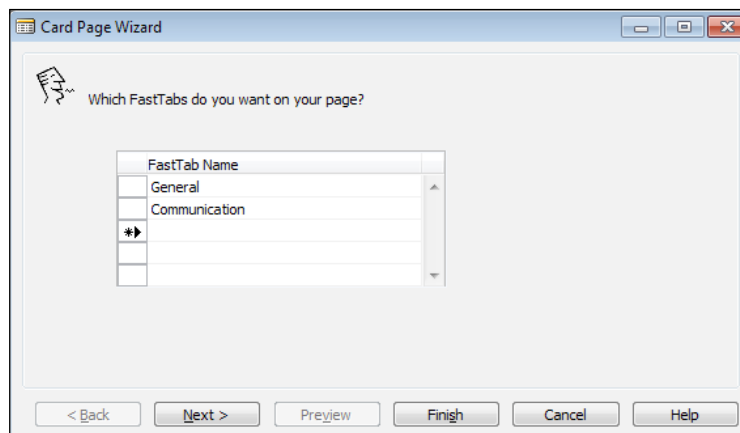 Card Page Wizard
Which FastTabs do you want on your page?
FastTab Name
General
Communication
< Back Next > Preview Finish Cancel Help